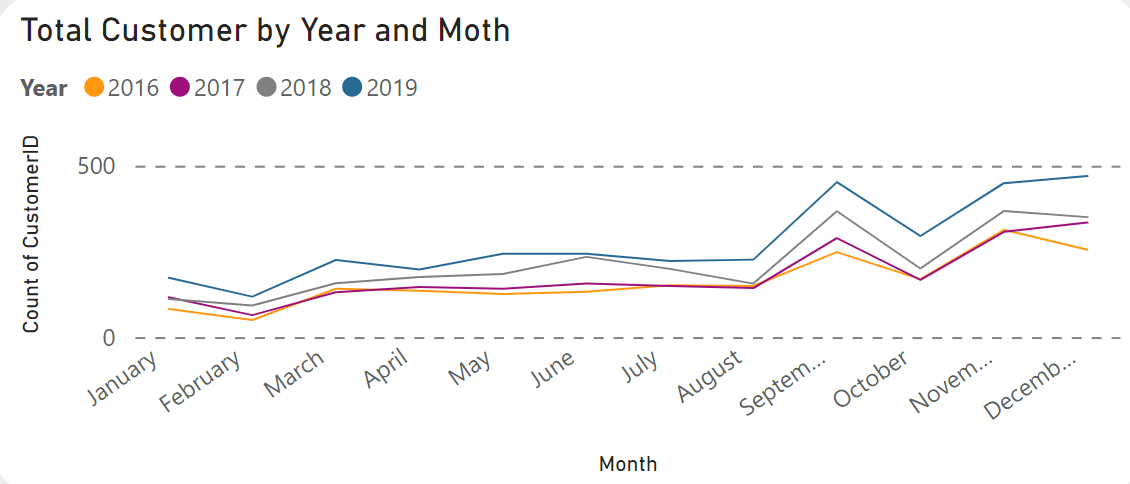 Total Customer by Year and Moth
Year 2016 2017 2018 2019
Count of CustomerID
500
0
January February March April May June July August Septem... October Novem... Decemb...
Month